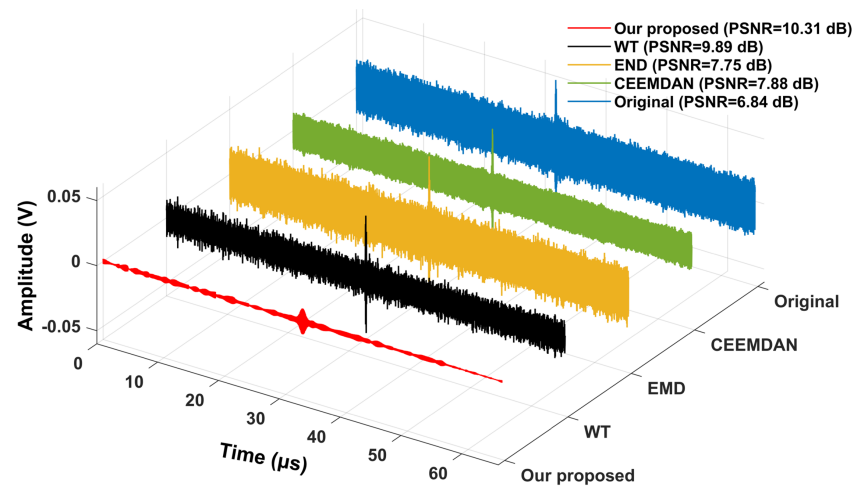 Our proposed (PSNR=10.31 dB)
WT (PSNR=9.89 dB)
END (PSNR=7.75 dB)
CEEMDAN (PSNR=7.88 dB)
Original (PSNR=6.84 dB)
0.05
0
-0.05
Amplitude (V)
0
10
20
30
40
50
60
Time (μs)
Original
CEEMDAN
EMD
WT
Our proposed